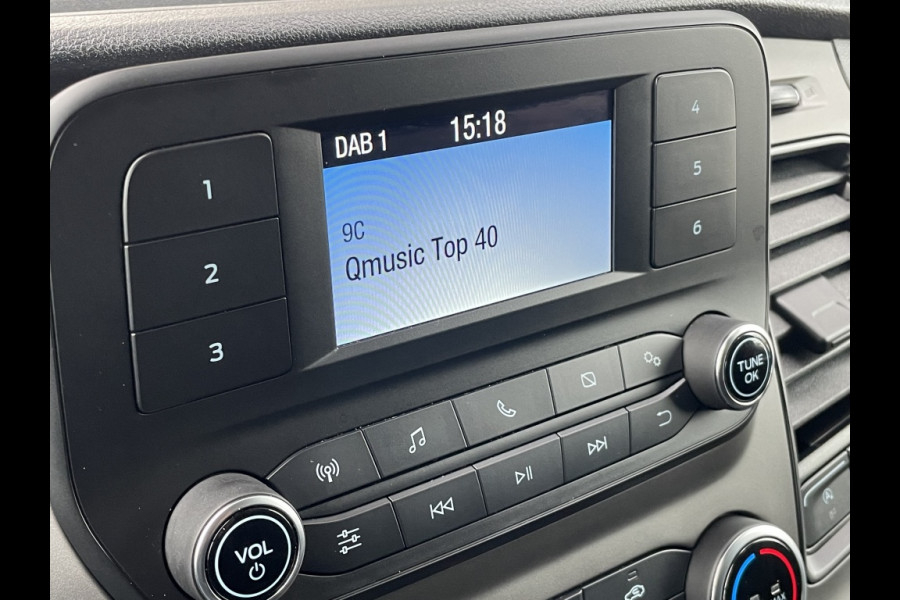 DAB 1 15:18
9C
Qmusic Top 40
1
2
3
4
5
6
TUNE
OK
VOL